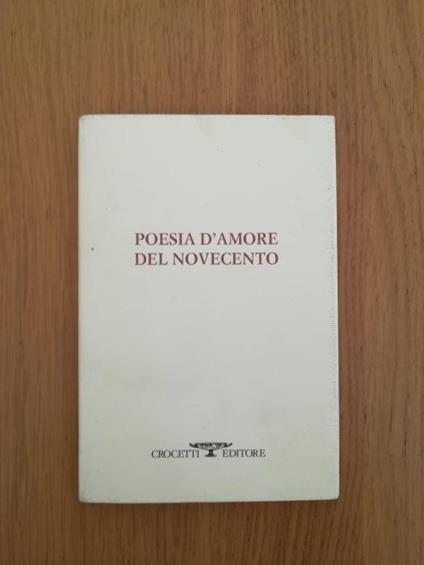 POESIA D'AMORE
DEL NOVECENTO
CROCETTI EDITORE